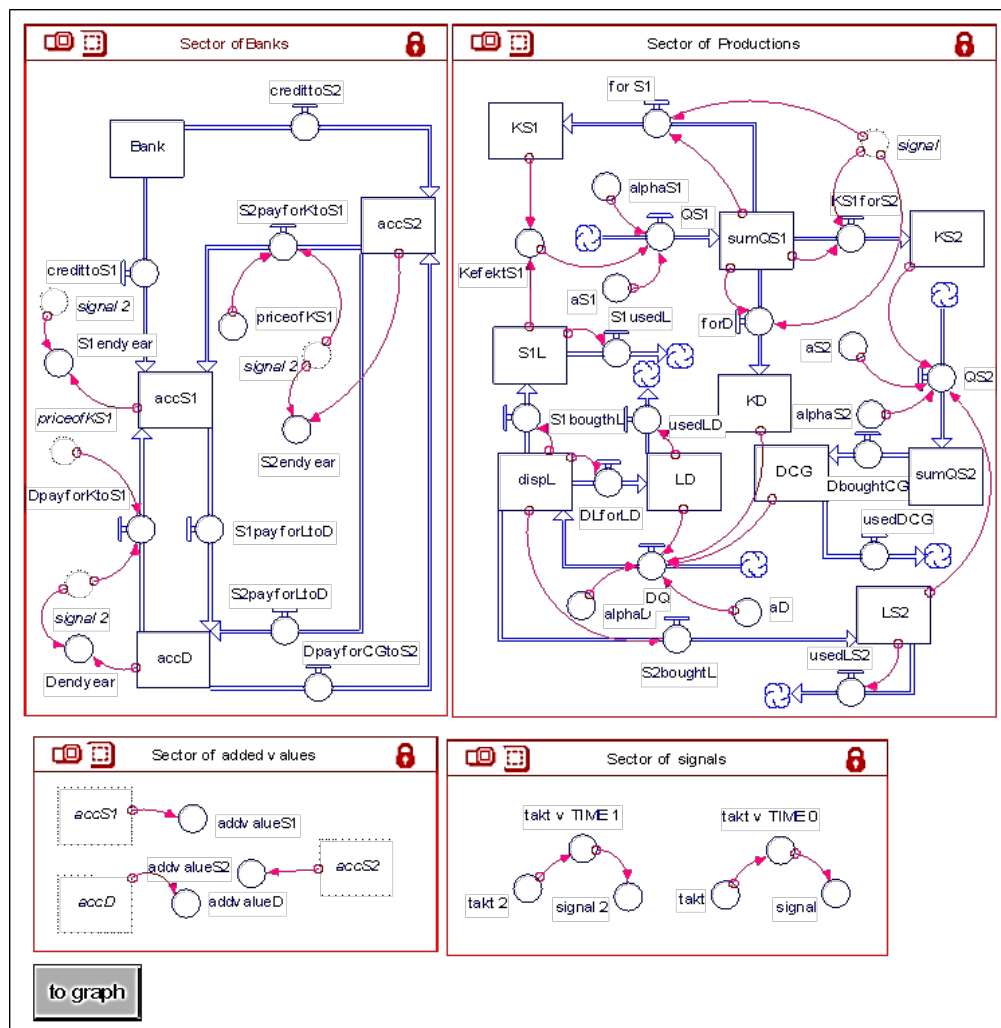 Sector of Banks
creditto S2
Bank
S2payforKtoS1
accS2
credittoS1
signal 2
priceofKS1
S1endyear
signal 2
accS1
priceofKS1
S2endyear
DpayforKtoS1
S1payforLtoD
signal 2
S2payforLtoD
accD
DpayforCGtoS2
Dendyear
Sector of Productions
for S1
KS1
signal
alphaS1
QS1
KS1forS2
sumQS1
KS2
KefektS1
aS1
S1usedL
forD
S1L
aS2
QS2
KD
S1bougthL
usedLD
alphaS2
displ
LD
DCG
sumQS2
DboughtCG
DLforLD
usedDCG
DQ
alphaD
aD
LS2
S2boughtL
usedLS2
Sector of added values
accS1
addvalueS1
addvalueS2
accS2
accD
addvalueD
Sector of signals
takt v TIME1
takt v TIME0
takt 2
signal 2
takt
signal
to graph